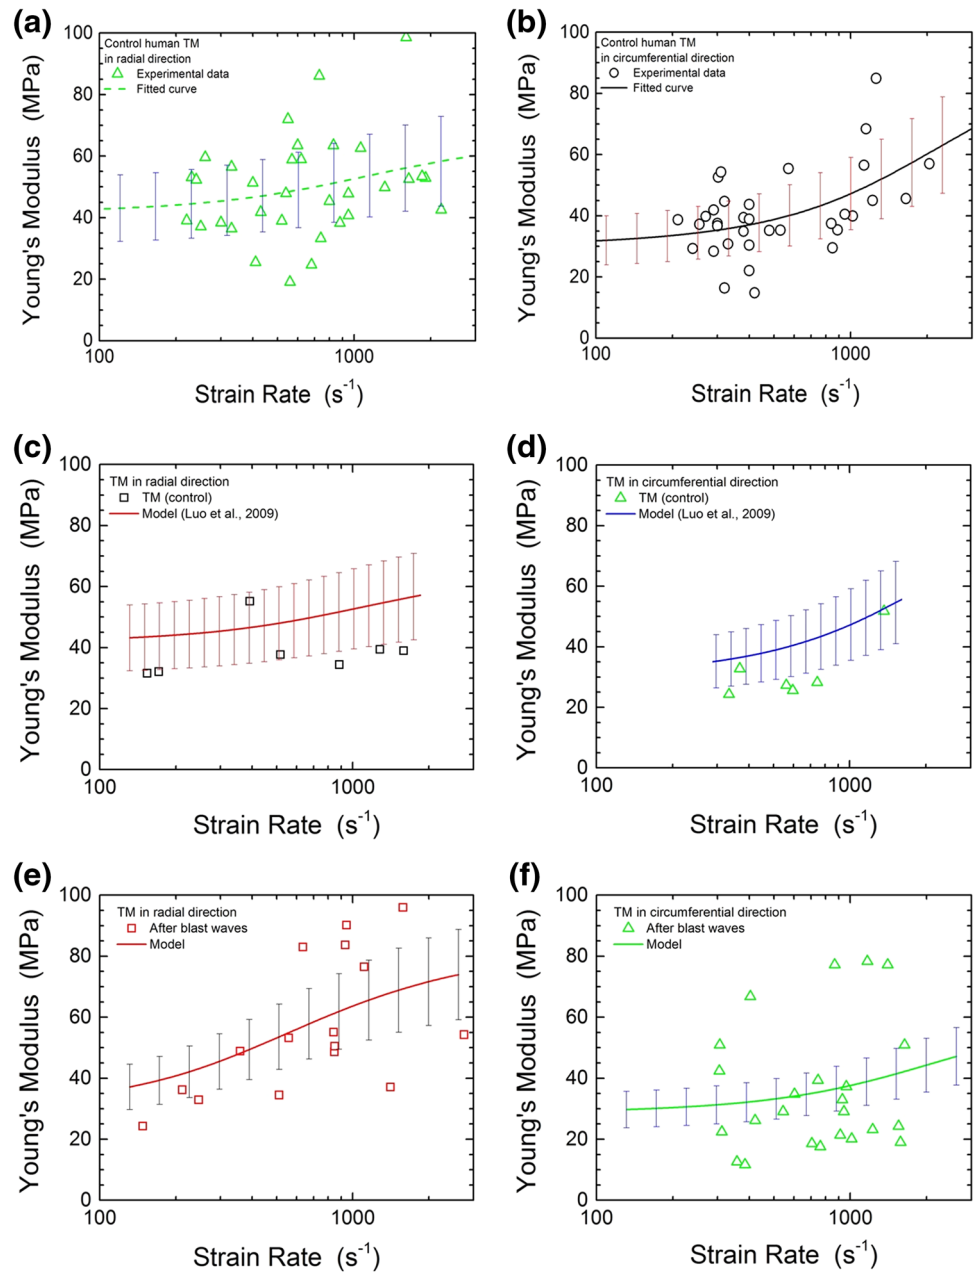 (a)
Control human TM
in radial direction
Experimental data
Fitted curve
Young's Modulus (MPa)
100
80
60
40
20
0
100
1000
Strain Rate (s-1)
(b)
Control human TM
in circumferential direction
Experimental data
Fitted curve
Young's Modulus (MPa)
100
80
60
40
20
0
100
1000
Strain Rate (s-1)
(c)
TM in radial direction
TM (control)
Model (Luo et al., 2009)
Young's Modulus (MPa)
100
80
60
40
20
0
100
1000
Strain Rate (s-1)
(d)
TM in circumferential direction
TM (control)
Model (Luo et al., 2009)
Young's Modulus (MPa)
100
80
60
40
20
0
100
1000
Strain Rate (s-1)
(e)
TM in radial direction
After blast waves
Model
Young's Modulus (MPa)
100
80
60
40
20
0
100
1000
Strain Rate (s-1)
(f)
TM in circumferential direction
After blast waves
Model
Young's Modulus (MPa)
100
80
60
40
20
0
100
1000
Strain Rate (s-1)